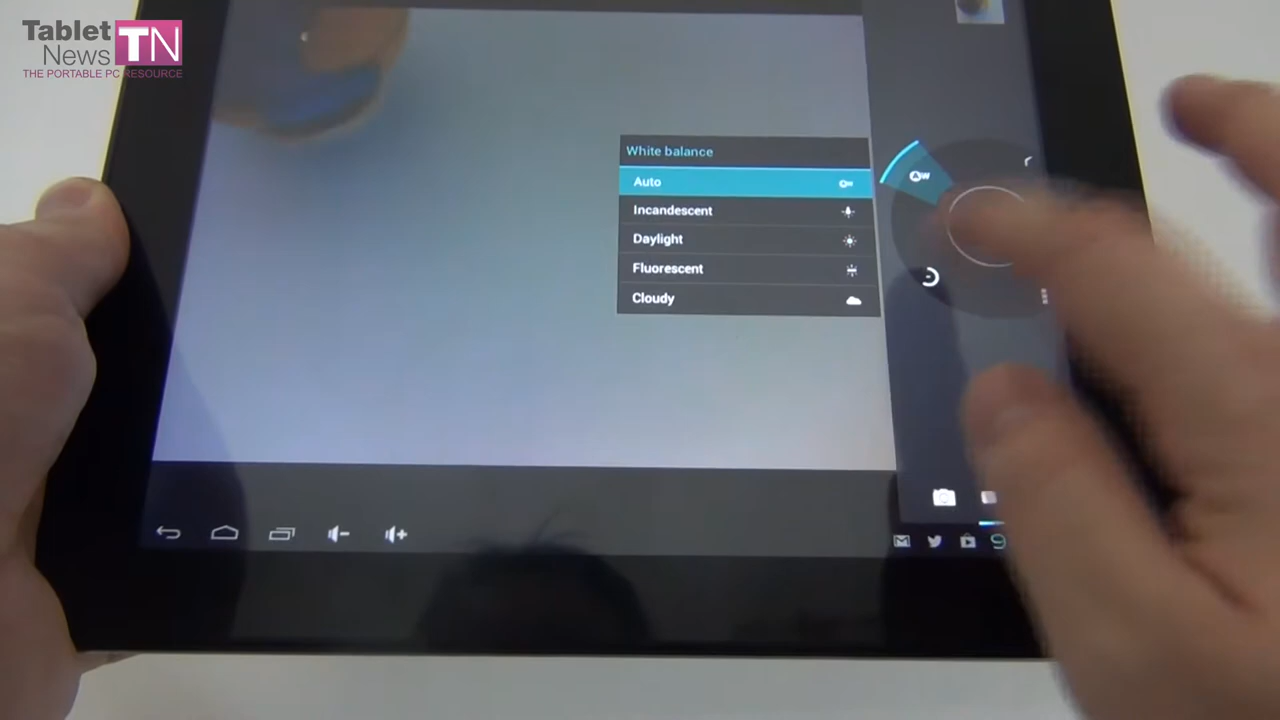 Tablet
News TN
THE PORTABLE PC RESOURCE
White balance
Auto
Incandescent
Daylight
Fluorescent
Cloudy